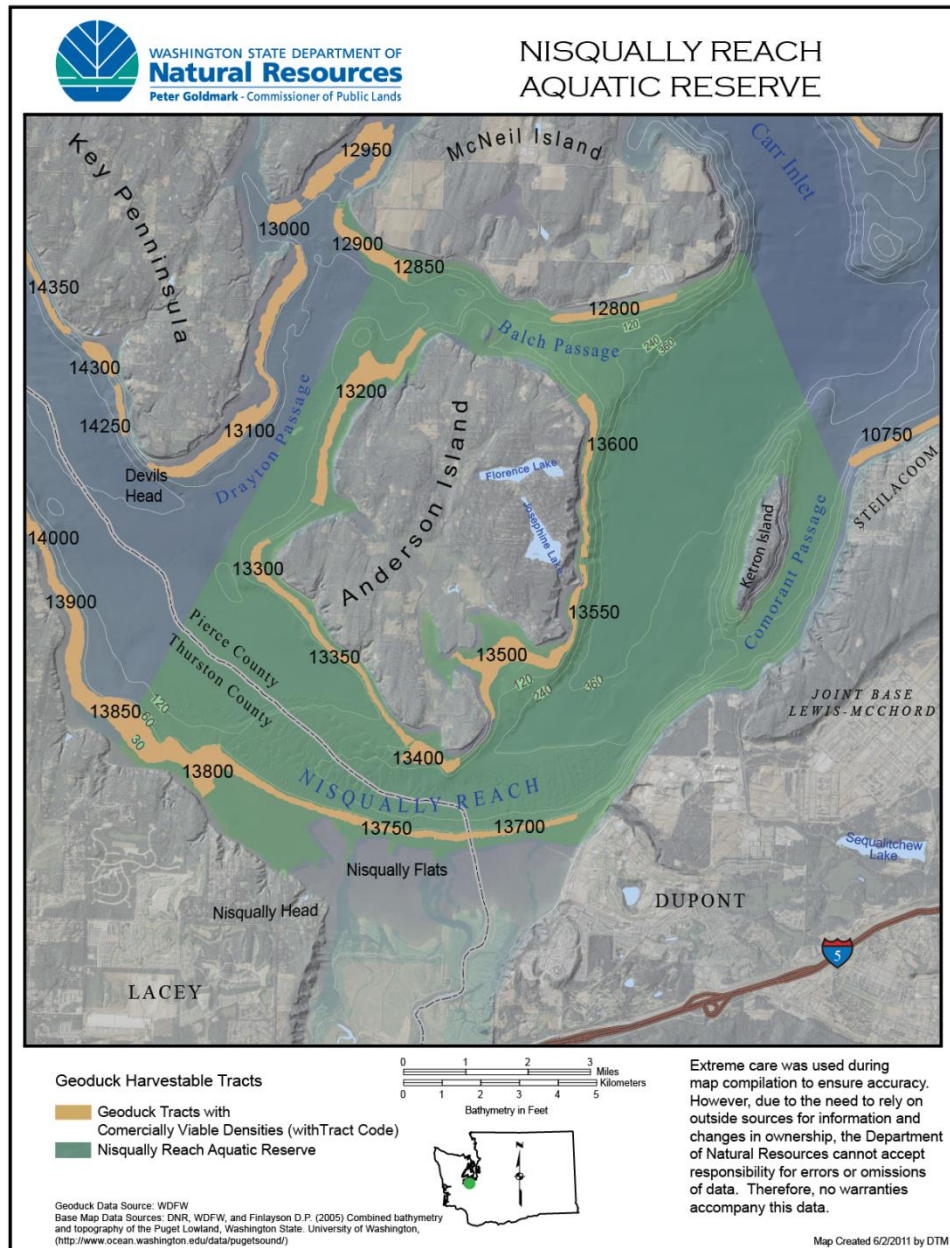 WASHINGTON STATE DEPARTMENT OF
Natural Resources
Peter Goldmark - Commissioner of Public Lands
NISQUALLY REACH
AQUATIC RESERVE
Key Penninsula
12950
McNeil Island
Carr Inlet
13000
12900
12850
14350
12800
120
240
360
Balch Passage
14300
13200
14250
13100
Drayton Passage
Devils
Head
13600
10750
STEILACOOM
Anderson Island
Florence Lake
Josephine Lake
Ketron Island
Comorant Passage
14000
13300
13900
13550
Pierce County
Thurston County
13350
13500
120
240
360
JOINT BASE
LEWIS-MCCHORD
13850
120
60
30
13400
13800
NISQUALLY REACH
13750
13700
Sequalitchew
Lake
Nisqually Flats
DUPONT
Nisqually Head
5
LACEY
Geoduck Harvestable Tracts
Geoduck Tracts with
Comercially Viable Densities (withTract Code)
Nisqually Reach Aquatic Reserve
0 1 2 3
Miles
Kilometers
0 1 2 3 4 5
Bathymetry in Feet
N
Extreme care was used during
map compilation to ensure accuracy.
However, due to the need to rely on
outside sources for information and
changes in ownership, the Department
of Natural Resources cannot accept
responsibility for errors or omissions
of data. Therefore, no warranties
accompany this data.
Geoduck Data Source: WDFW
Base Map Data Sources: DNR, WDFW, and Finlayson D.P. (2005) Combined bathymetry
and topography of the Puget Lowland, Washington State. University of Washington,
(http://www.ocean.washington.edu/data/pugetsound/)
Map Created 6/2/2011 by DTM